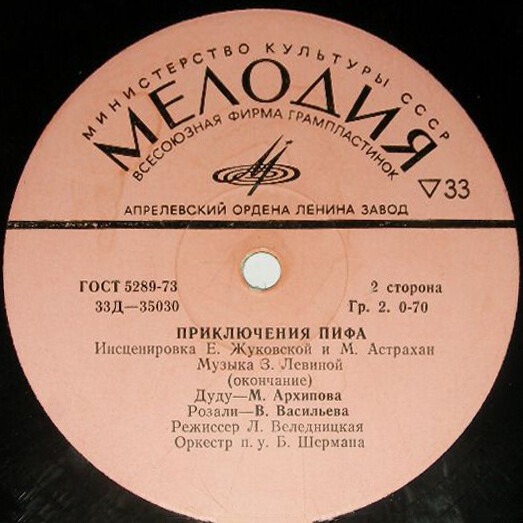 МИНИСТЕРСТВО КУЛЬТУРЫ СССР
МЕЛОДИЯ
ВСЕСОЮЗНАЯ ФИРМА ГРАМПЛАСТИНОК
▽33
АПРЕЛЕВСКИЙ ОРДЕНА ЛЕНИНА ЗАВОД
ГОСТ 5289-73 2 сторона
33Д—35030 Гр. 2. 0-70
ПРИКЛЮЧЕНИЯ ПИФА
Инсценировка Е. Жуковской и М. Астрахан
Музыка З. Левиной
(окончание)
Дуду—М. Архипова
Розали—В. Васильева
Режиссер Л. Веледницкая
Оркестр п. у. Б. Шермана